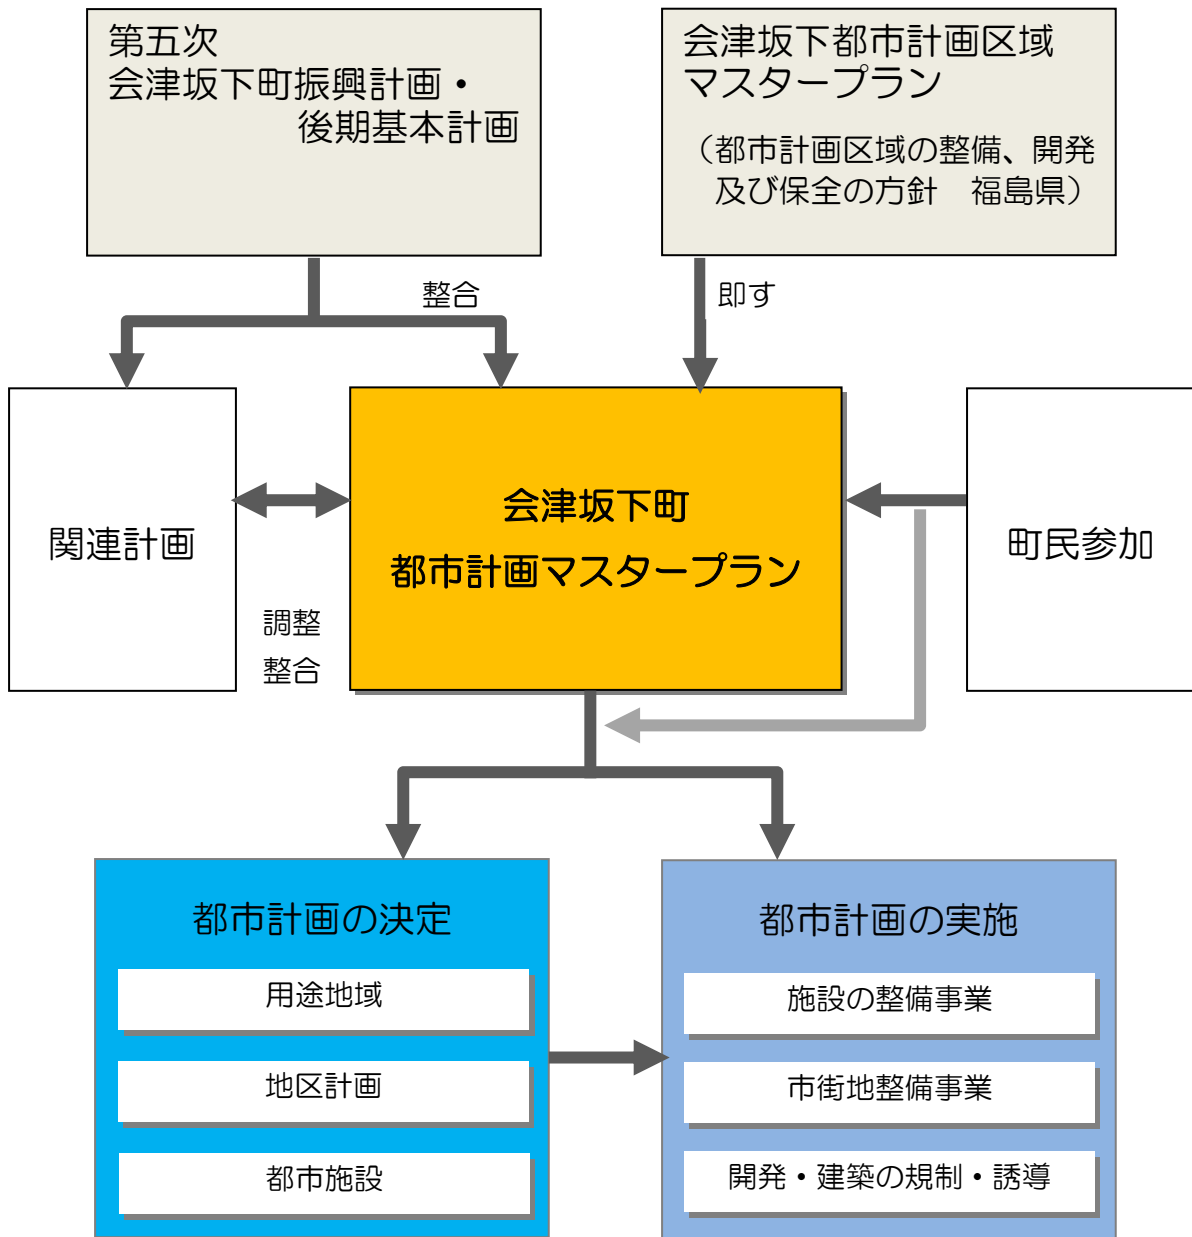 第五次
会津坂下町振興計画・
後期基本計画
会津坂下都市計画区域
マスタープラン
（都市計画区域の整備、開発
及び保全の方針　福島県）
整合
即す
関連計画
会津坂下町
都市計画マスタープラン
町民参加
調整
整合
都市計画の決定
用途地域
地区計画
都市施設
都市計画の実施
施設の整備事業
市街地整備事業
開発・建築の規制・誘導